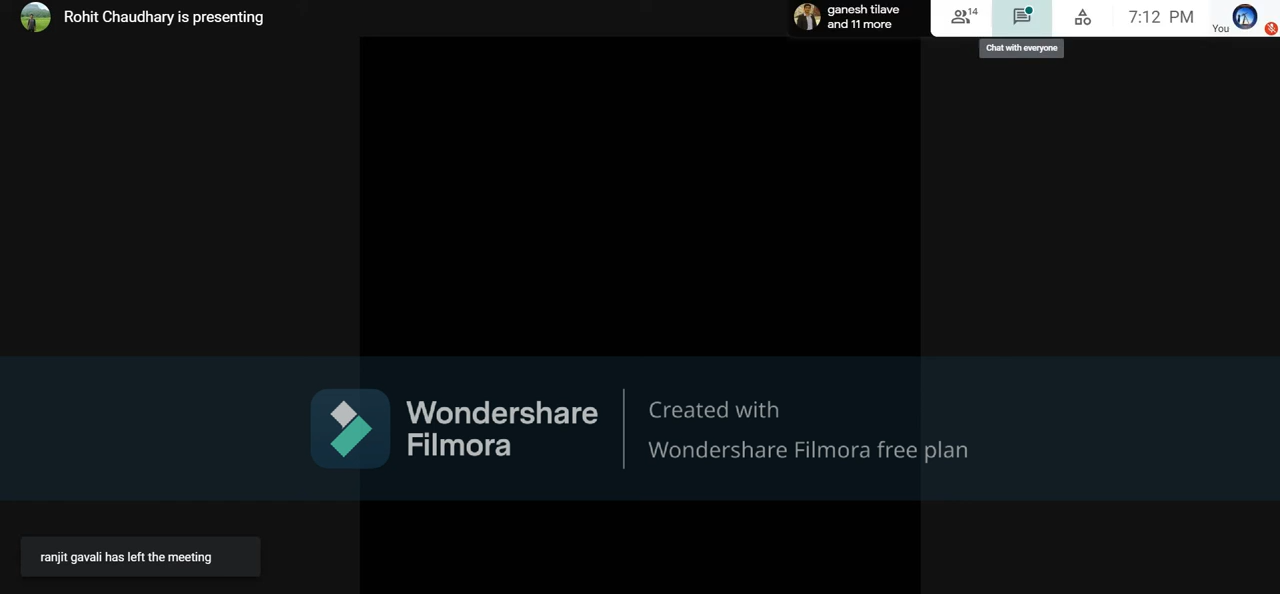 Rohit Chaudhary is presenting
ganesh tilave
and 11 more
14
7:12 PM
You
Chat with everyone
Wondershare
Filmora
Created with
Wondershare Filmora free plan
ranjit gavali has left the meeting